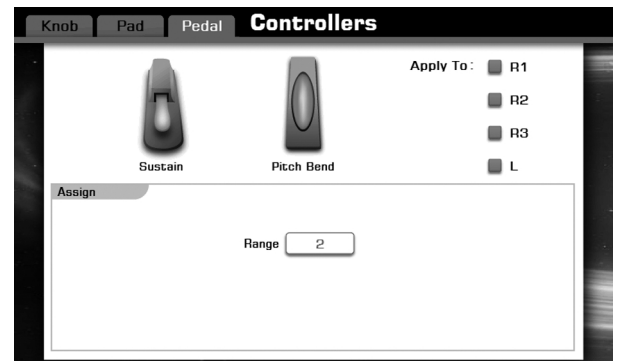 Knob Pad Pedal Controllers
Apply To: R1
R2
R3
L
Sustain Pitch Bend
Assign
Range 2